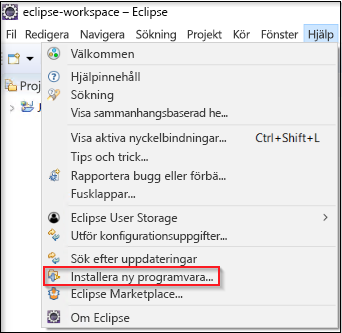 eclipse-workspace – Eclipse
Fil Redigera Navigera Sökning Projekt Kör Fönster Hjälp
Välkommen
Proj
Hjälpinnehåll
Sökning
J
Visa sammanhangsbaserad he...
Visa aktiva nyckelbindningar... Ctrl+Shift+L
Tips och trick...
Rapportera bugg eller förbä...
Fusklappar...
Eclipse User Storage
Utför konfigurationsuppgifter...
Sök efter uppdateringar
Installera ny programvara...
Eclipse Marketplace...
Om Eclipse